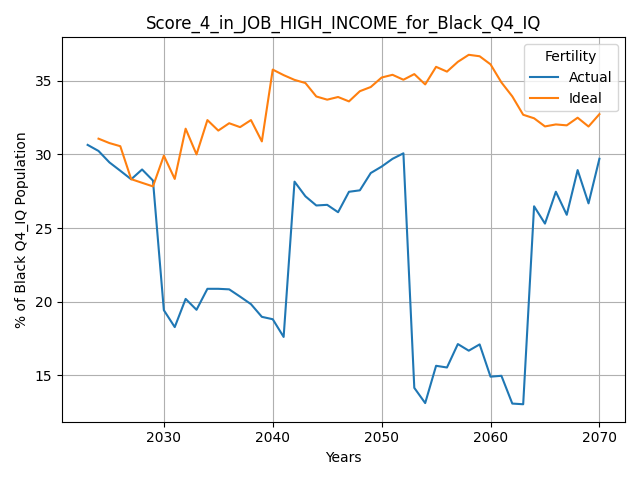 Score_4_in_JOB_HIGH_INCOME_for_Black_Q4_IQ
% of Black Q4_IQ Population
35
30
25
20
15
Fertility
Actual
Ideal
2030 2040 2050 2060 2070
Years